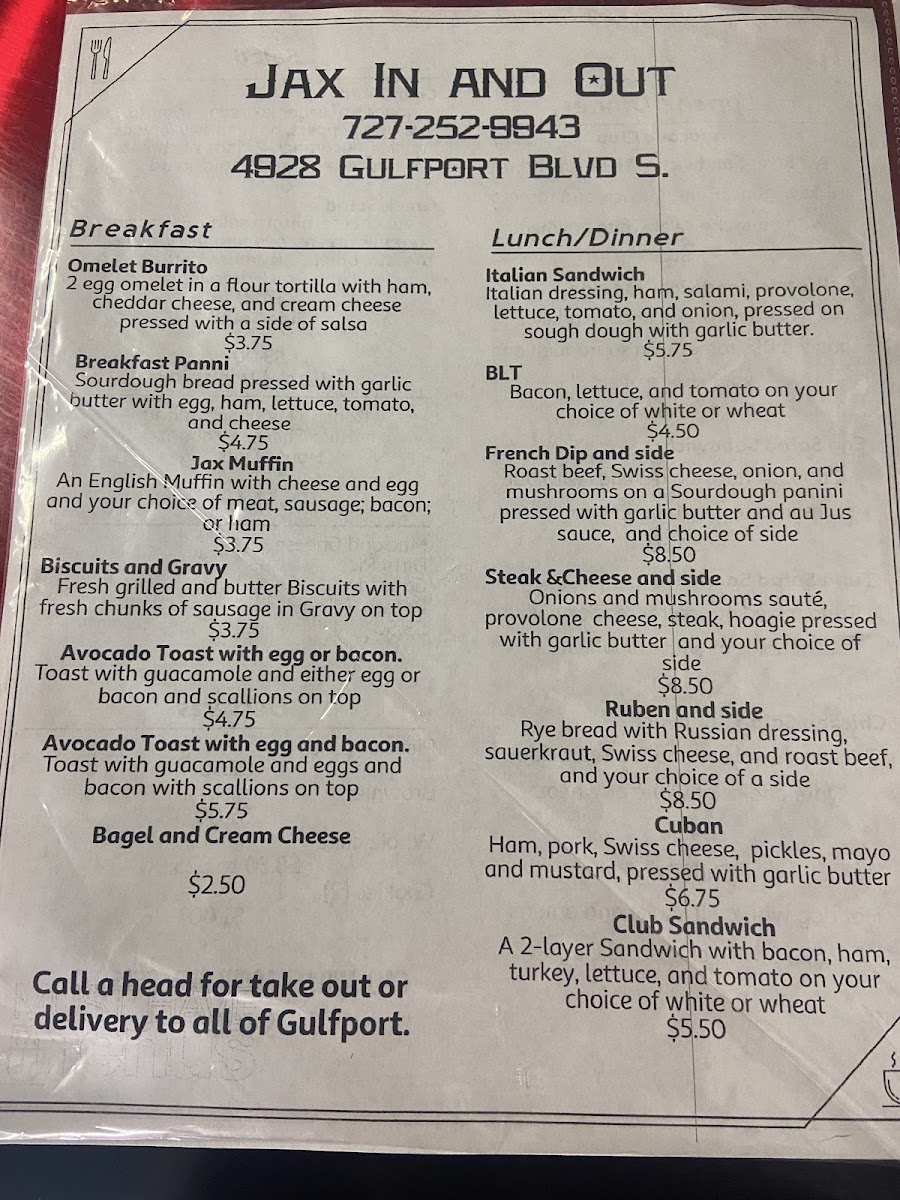 Jax In and Out
727-252-9943
4928 Gulfport Blvd S.
Breakfast
Omelet Burrito
2 egg omelet in a flour tortilla with ham,
cheddar cheese, and cream cheese
pressed with a side of salsa
$3.75
Breakfast Panni
Sourdough bread pressed with garlic
butter with egg, ham, lettuce, tomato,
and cheese
$4.75
Jax Muffin
An English Muffin with cheese and egg
and your choice of meat, sausage; bacon;
or ham
$3.75
Biscuits and Gravy
Fresh grilled and butter Biscuits with
fresh chunks of sausage in Gravy on top
$3.75
Avocado Toast with egg or bacon.
Toast with guacamole and either egg or
bacon and scallions on top
$4.75
Avocado Toast with egg and bacon.
Toast with guacamole and eggs and
bacon with scallions on top
$5.75
Bagel and Cream Cheese
$2.50
Call a head for take out or
delivery to all of Gulfport.
Lunch/Dinner
Italian Sandwich
Italian dressing, ham, salami, provolone,
lettuce, tomato, and onion, pressed on
sough dough with garlic butter.
$5.75
BLT
Bacon, lettuce, and tomato on your
choice of white or wheat
$4.50
French Dip and side
Roast beef, Swiss cheese, onion, and
mushrooms on a Sourdough panini
pressed with garlic butter and au Jus
sauce, and choice of side
$8.50
Steak &Cheese and side
Onions and mushrooms sauté,
provolone cheese, steak, hoagie pressed
with garlic butter and your choice of
side
$8.50
Ruben and side
Rye bread with Russian dressing,
sauerkraut, Swiss cheese, and roast beef,
and your choice of a side
$8.50
Cuban
Ham, pork, Swiss cheese, pickles, mayo
and mustard, pressed with garlic butter
$6.75
Club Sandwich
A 2-layer Sandwich with bacon, ham,
turkey, lettuce, and tomato on your
choice of white or wheat
$5.50